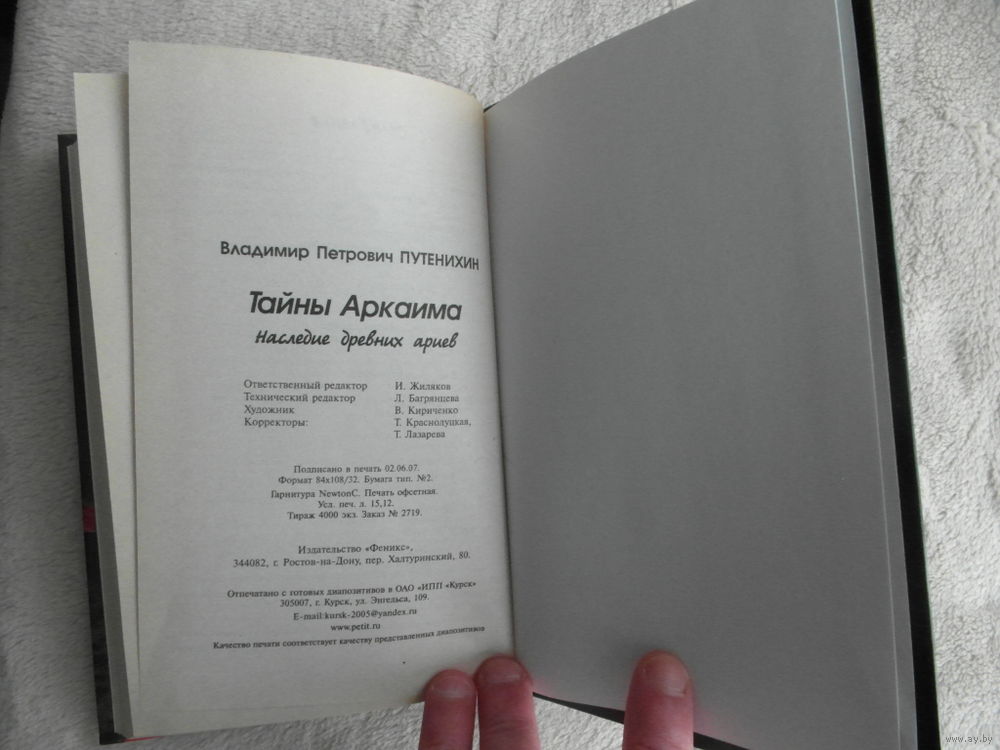 Владимир Петрович ПУТЕНИХИН
Тайны Аркаима
Наследие древних ариев
Ответственный редактор И. Жиляков
Технический редактор Л. Багрянцева
Художник В. Кириченко
Корректоры: Т. Краснолуцкая,
Т. Лазарева
Подписано в печать 02.06.07.
Формат 84x108/32. Бумага тип. №2.
Гарнитура NewtonC. Печать офсетная.
Усл. печ. л. 15,12.
Тираж 4000 экз. Заказ № 2719.
Издательство «Феникс»,
344082, г. Ростов-на-Дону, пер. Халтуринский, 80.
Отпечатано с готовых диапозитивов в ОАО «ИПП «Курск»
305007, г. Курск, ул. Энгельса, 109.
E-mail:kursk-2005@yandex.ru
www.petit.ru
Качество печати соответствует качеству представленных диапозитивов
www.ay.by